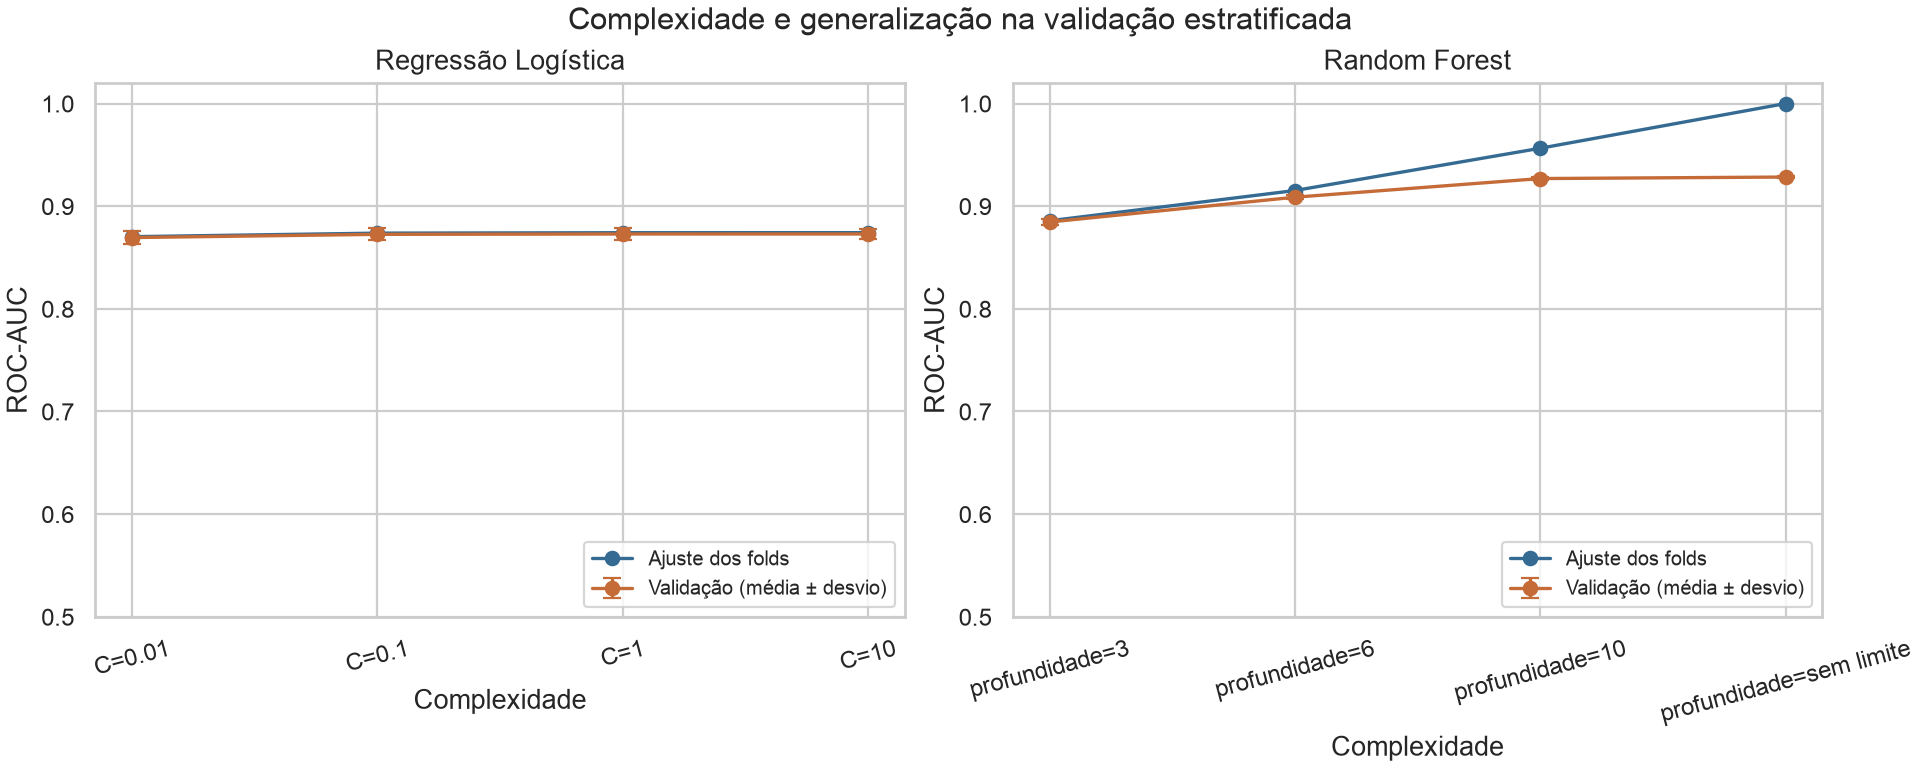 Complexidade e generalização na validação estratificada
Regressão Logística
ROC-AUC
1.0
0.9
0.8
0.7
0.6
0.5
C=0.01
C=0.1
C=1
C=10
Complexidade
Ajuste dos folds
Validação (média ± desvio)
Random Forest
ROC-AUC
1.0
0.9
0.8
0.7
0.6
0.5
profundidade=3
profundidade=6
profundidade=10
profundidade=sem limite
Complexidade
Ajuste dos folds
Validação (média ± desvio)